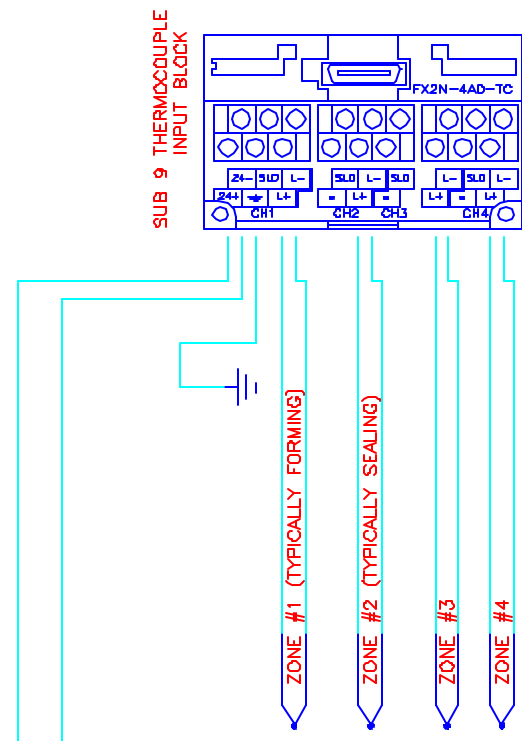 SUB 9 THERMOCOUPLE
INPUT BLOCK
FX2N-4AD-TC
24- SLD L- SLD L- SLD L- SLD L-
24+ L+ L+ L+ L+
CH1 CH2 CH3 CH4
ZONE #1 (TYPICALLY FORMING)
ZONE #2 (TYPICALLY SEALING)
ZONE #3
ZONE #4